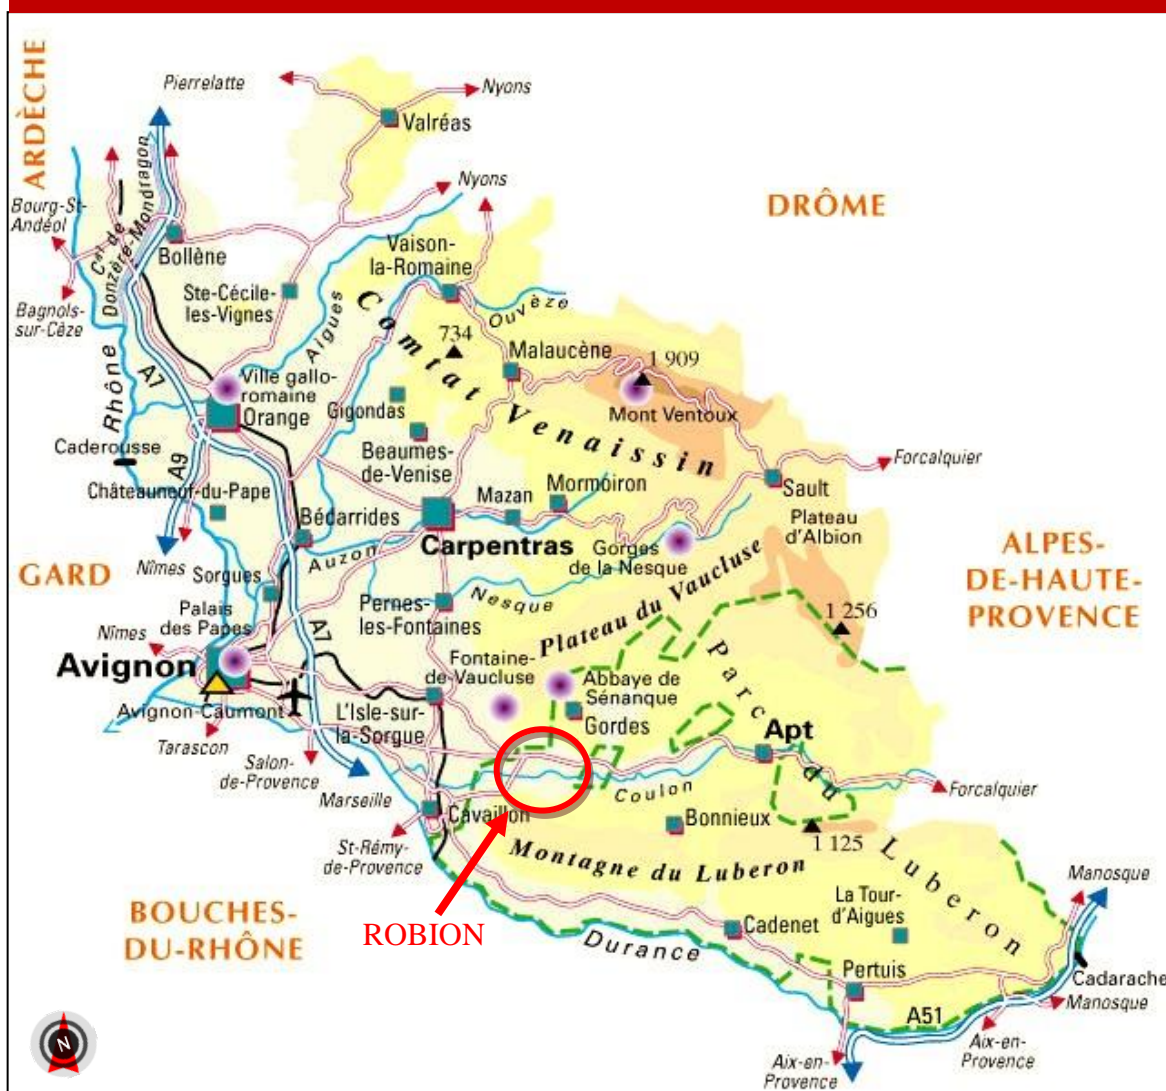 ARDÈCHE
Pierrelatte
Nyons
Valréas
Nyons
DRÔME
Bourg-St-
Andéol
Cal de
Donzère-Mondragon
Bollène
Vaison-
la-Romaine
Ste-Cécile-
les-Vignes
Aigues
Ouvèze
Bagnols-
sur-Cèze
Rhône
A7
Comtat Venaissin
734
Malaucène
1 909
Mont Ventoux
Ville gallo-
romaine
Orange
Gigondas
Caderousse
A9
Beaumes-
de-Venise
Forcalquier
Châteauneuf-du-Pape
Mazan
Mormoiron
Sault
Bédarrides
Plateau
d'Albion
Auzon
Carpentras
Gorges
de la Nesque
ALPES-
DE-HAUTE-
PROVENCE
GARD
Nîmes
Sorgues
Nesque
Plateau du Vaucluse
Palais
des Papes
Pernes-
les-Fontaines
1 256
Nîmes
A7
Avignon
Fontaine-
de-Vaucluse
Abbaye de
Sénanque
Parc du Luberon
Avignon-Caumont
L'Isle-sur-
la-Sorgue
Gordes
Apt
Tarascon
Salon-
de-Provence
Marseille
Coulon
Forcalquier
Cavaillon
Bonnieux
1 125
St-Rémy-
de-Provence
Montagne du Luberon
Manosque
La Tour-
d'Aigues
BOUCHES-
DU-RHÔNE
ROBION
Cadenet
Durance
Pertuis
Cadarache
Manosque
A51
Aix-en-
Provence
Aix-en-
Provence
N